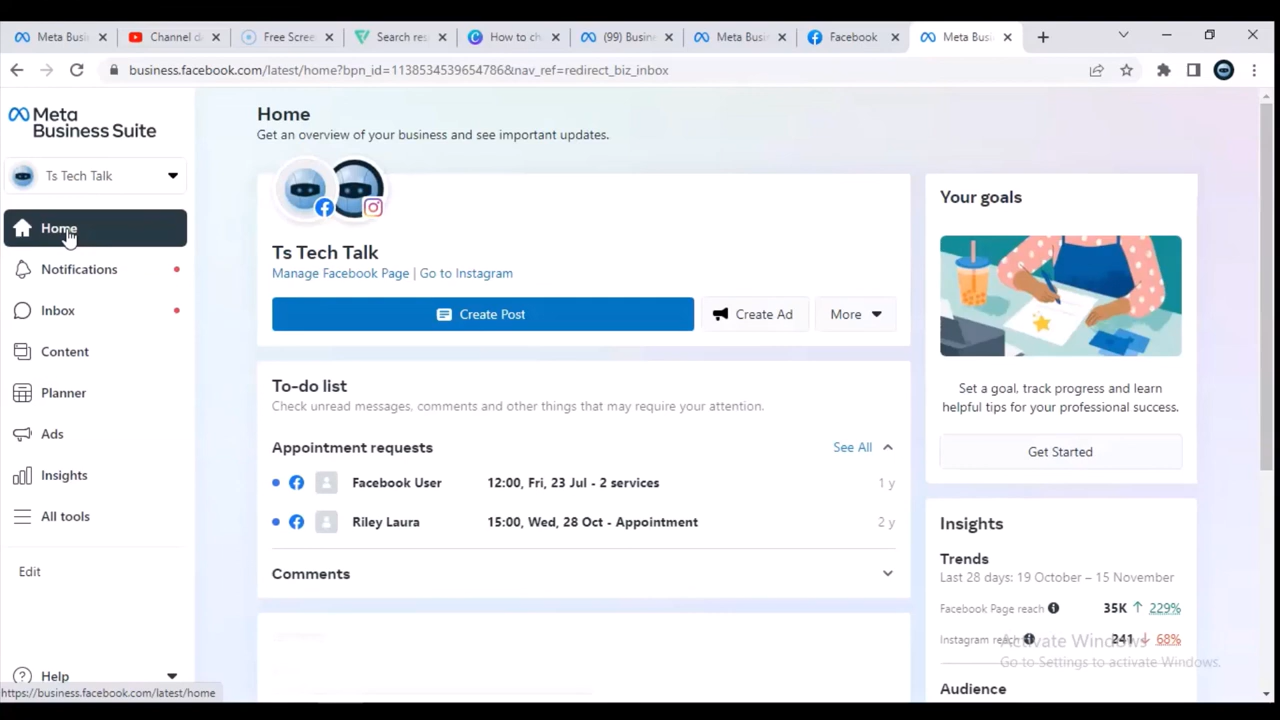 Meta Busi
Channel da
Free Scree
Search res
How to ch
(99) Busin
Meta Busi
Facebook
Meta Busi
business.facebook.com/latest/home?bpn_id=1138534539654786&nav_ref=redirect_biz_inbox
Meta
Business Suite
Ts Tech Talk
Home
Notifications
Inbox
Content
Planner
Ads
Insights
All tools
Edit
Help
https://business.facebook.com/latest/home
Home
Get an overview of your business and see important updates.
Ts Tech Talk
Manage Facebook Page | Go to Instagram
Create Post
Create Ad
More
To-do list
Check unread messages, comments and other things that may require your attention.
Appointment requests
See All
Facebook User 12:00, Fri, 23 Jul - 2 services 1 y
Riley Laura 15:00, Wed, 28 Oct - Appointment 2 y
Comments
Your goals
Set a goal, track progress and learn
helpful tips for your professional success.
Get Started
Insights
Trends
Last 28 days: 19 October – 15 November
Facebook Page reach 35K ↑ 229%
Instagram reach 241 ↓ 68%
Activate Windows
Go to Settings to activate Windows.
Audience